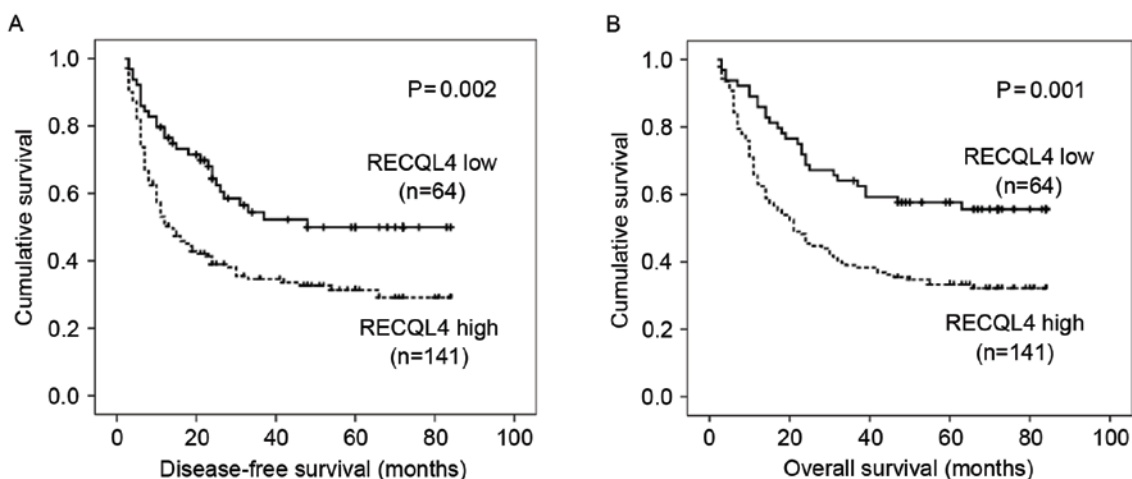 A
Cumulative survival
1.0
0.8
0.6
0.4
0.2
0.0
P=0.002
RECQL4 low
(n=64)
RECQL4 high
(n=141)
0 20 40 60 80 100
Disease-free survival (months)
B
Cumulative survival
1.0
0.8
0.6
0.4
0.2
0.0
P=0.001
RECQL4 low
(n=64)
RECQL4 high
(n=141)
0 20 40 60 80 100
Overall survival (months)